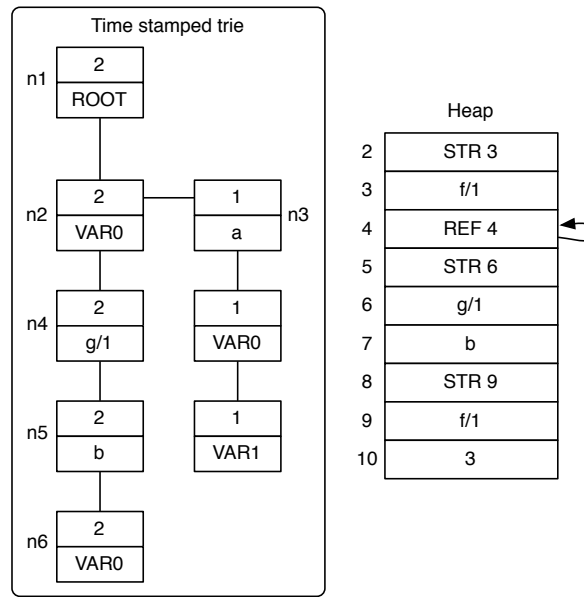 Time stamped trie
n1
2
ROOT
n2
2
VAR0
1
a
n3
n4
2
g/1
1
VAR0
n5
2
b
1
VAR1
n6
2
VAR0
Heap
2 STR 3
3 f/1
4 REF 4
5 STR 6
6 g/1
7 b
8 STR 9
9 f/1
10 3